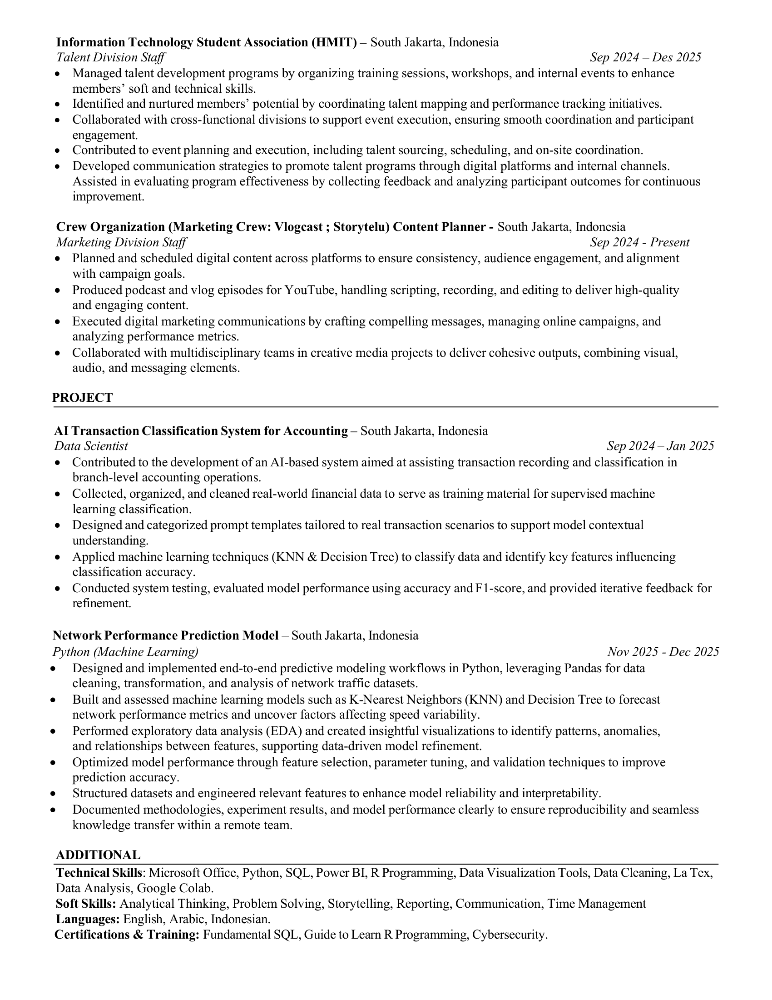 Information Technology Student Association (HMIT) – South Jakarta, Indonesia
Talent Division Staff Sep 2024 – Des 2025
• Managed talent development programs by organizing training sessions, workshops, and internal events to enhance
members’ soft and technical skills.
• Identified and nurtured members’ potential by coordinating talent mapping and performance tracking initiatives.
• Collaborated with cross-functional divisions to support event execution, ensuring smooth coordination and participant
engagement.
• Contributed to event planning and execution, including talent sourcing, scheduling, and on-site coordination.
• Developed communication strategies to promote talent programs through digital platforms and internal channels.
Assisted in evaluating program effectiveness by collecting feedback and analyzing participant outcomes for continuous
improvement.
Crew Organization (Marketing Crew: Vlogcast ; Storytelu) Content Planner - South Jakarta, Indonesia
Marketing Division Staff Sep 2024 - Present
• Planned and scheduled digital content across platforms to ensure consistency, audience engagement, and alignment
with campaign goals.
• Produced podcast and vlog episodes for YouTube, handling scripting, recording, and editing to deliver high-quality
and engaging content.
• Executed digital marketing communications by crafting compelling messages, managing online campaigns, and
analyzing performance metrics.
• Collaborated with multidisciplinary teams in creative media projects to deliver cohesive outputs, combining visual,
audio, and messaging elements.
PROJECT
AI Transaction Classification System for Accounting – South Jakarta, Indonesia
Data Scientist Sep 2024 – Jan 2025
• Contributed to the development of an AI-based system aimed at assisting transaction recording and classification in
branch-level accounting operations.
• Collected, organized, and cleaned real-world financial data to serve as training material for supervised machine
learning classification.
• Designed and categorized prompt templates tailored to real transaction scenarios to support model contextual
understanding.
• Applied machine learning techniques (KNN & Decision Tree) to classify data and identify key features influencing
classification accuracy.
• Conducted system testing, evaluated model performance using accuracy and F1-score, and provided iterative feedback for
refinement.
Network Performance Prediction Model – South Jakarta, Indonesia
Python (Machine Learning) Nov 2025 - Dec 2025
• Designed and implemented end-to-end predictive modeling workflows in Python, leveraging Pandas for data
cleaning, transformation, and analysis of network traffic datasets.
• Built and assessed machine learning models such as K-Nearest Neighbors (KNN) and Decision Tree to forecast
network performance metrics and uncover factors affecting speed variability.
• Performed exploratory data analysis (EDA) and created insightful visualizations to identify patterns, anomalies,
and relationships between features, supporting data-driven model refinement.
• Optimized model performance through feature selection, parameter tuning, and validation techniques to improve
prediction accuracy.
• Structured datasets and engineered relevant features to enhance model reliability and interpretability.
• Documented methodologies, experiment results, and model performance clearly to ensure reproducibility and seamless
knowledge transfer within a remote team.
ADDITIONAL
Technical Skills: Microsoft Office, Python, SQL, Power BI, R Programming, Data Visualization Tools, Data Cleaning, La Tex,
Data Analysis, Google Colab.
Soft Skills: Analytical Thinking, Problem Solving, Storytelling, Reporting, Communication, Time Management
Languages: English, Arabic, Indonesian.
Certifications & Training: Fundamental SQL, Guide to Learn R Programming, Cybersecurity.